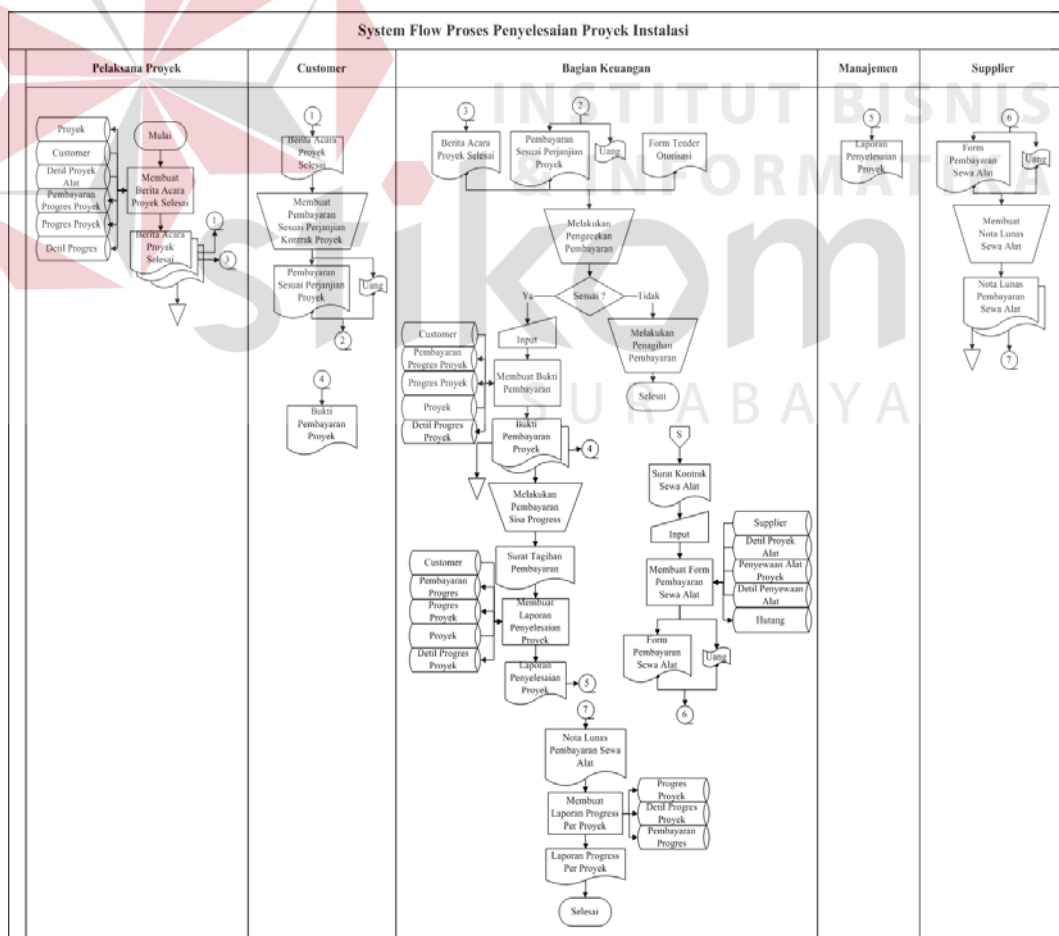 System Flow Proses Penyelesaian Proyek Instalasi
Pelaksana Proyek
Customer
Bagian Keuangan
Manajemen
Supplier
INSTITUT BISNIS
& INFORMATIKA
stikom
SURABAYA
Proyek
Customer
Detil Proyek
Alat
Pembayaran
Progres Proyek
Progres Proyek
Detil Progres
Mulai
Membuat
Berita Acara
Proyek Selesai
Berita Acara
Proyek
Selesai
1
3
1
Berita Acara
Proyek
Selesai
Membuat
Pembayaran
Sesuai Perjanjian
Kontrak Proyek
Pembayaran
Sesuai Perjanjian
Proyek
Uang
2
4
Bukti
Pembayaran
Proyek
3
Berita Acara
Proyek Selesai
2
Pembayaran
Sesuai Perjanjian
Proyek
Uang
Form Tender
Otorisasi
Melakukan
Pengecekan
Pembayaran
Ya
Sesuai ?
Tidak
Input
Melakukan
Penagihan
Pembayaran
Selesai
Customer
Pembayaran
Progres Proyek
Progres Proyek
Proyek
Detil Progres
Proyek
Membuat Bukti
Pembayaran
Bukti
Pembayaran
Proyek
4
Melakukan
Pembayaran
Sisa Progress
Surat Tagihan
Pembayaran
Customer
Pembayaran
Progres
Progres
Proyek
Proyek
Detil Progres
Proyek
Membuat
Laporan
Penyelesaian
Proyek
Laporan
Penyelesaian
Proyek
5
S
Surat Kontrak
Sewa Alat
Input
Membuat Form
Pembayaran
Sewa Alat
Supplier
Detil Proyek
Alat
Penyewaan Alat
Proyek
Detil Penyewaan
Alat
Hutang
Form
Pembayaran
Sewa Alat
Uang
6
7
Nota Lunas
Pembayaran Sewa
Alat
Membuat
Laporan Progress
Per Proyek
Progres
Proyek
Detil Progres
Proyek
Pembayaran
Progres
Laporan Progress
Per Proyek
Selesai
5
Laporan
Penyelesaian
Proyek
6
Form
Pembayaran
Sewa Alat
Uang
Membuat
Nota Lunas
Sewa Alat
Nota Lunas
Pembayaran
Sewa Alat
7